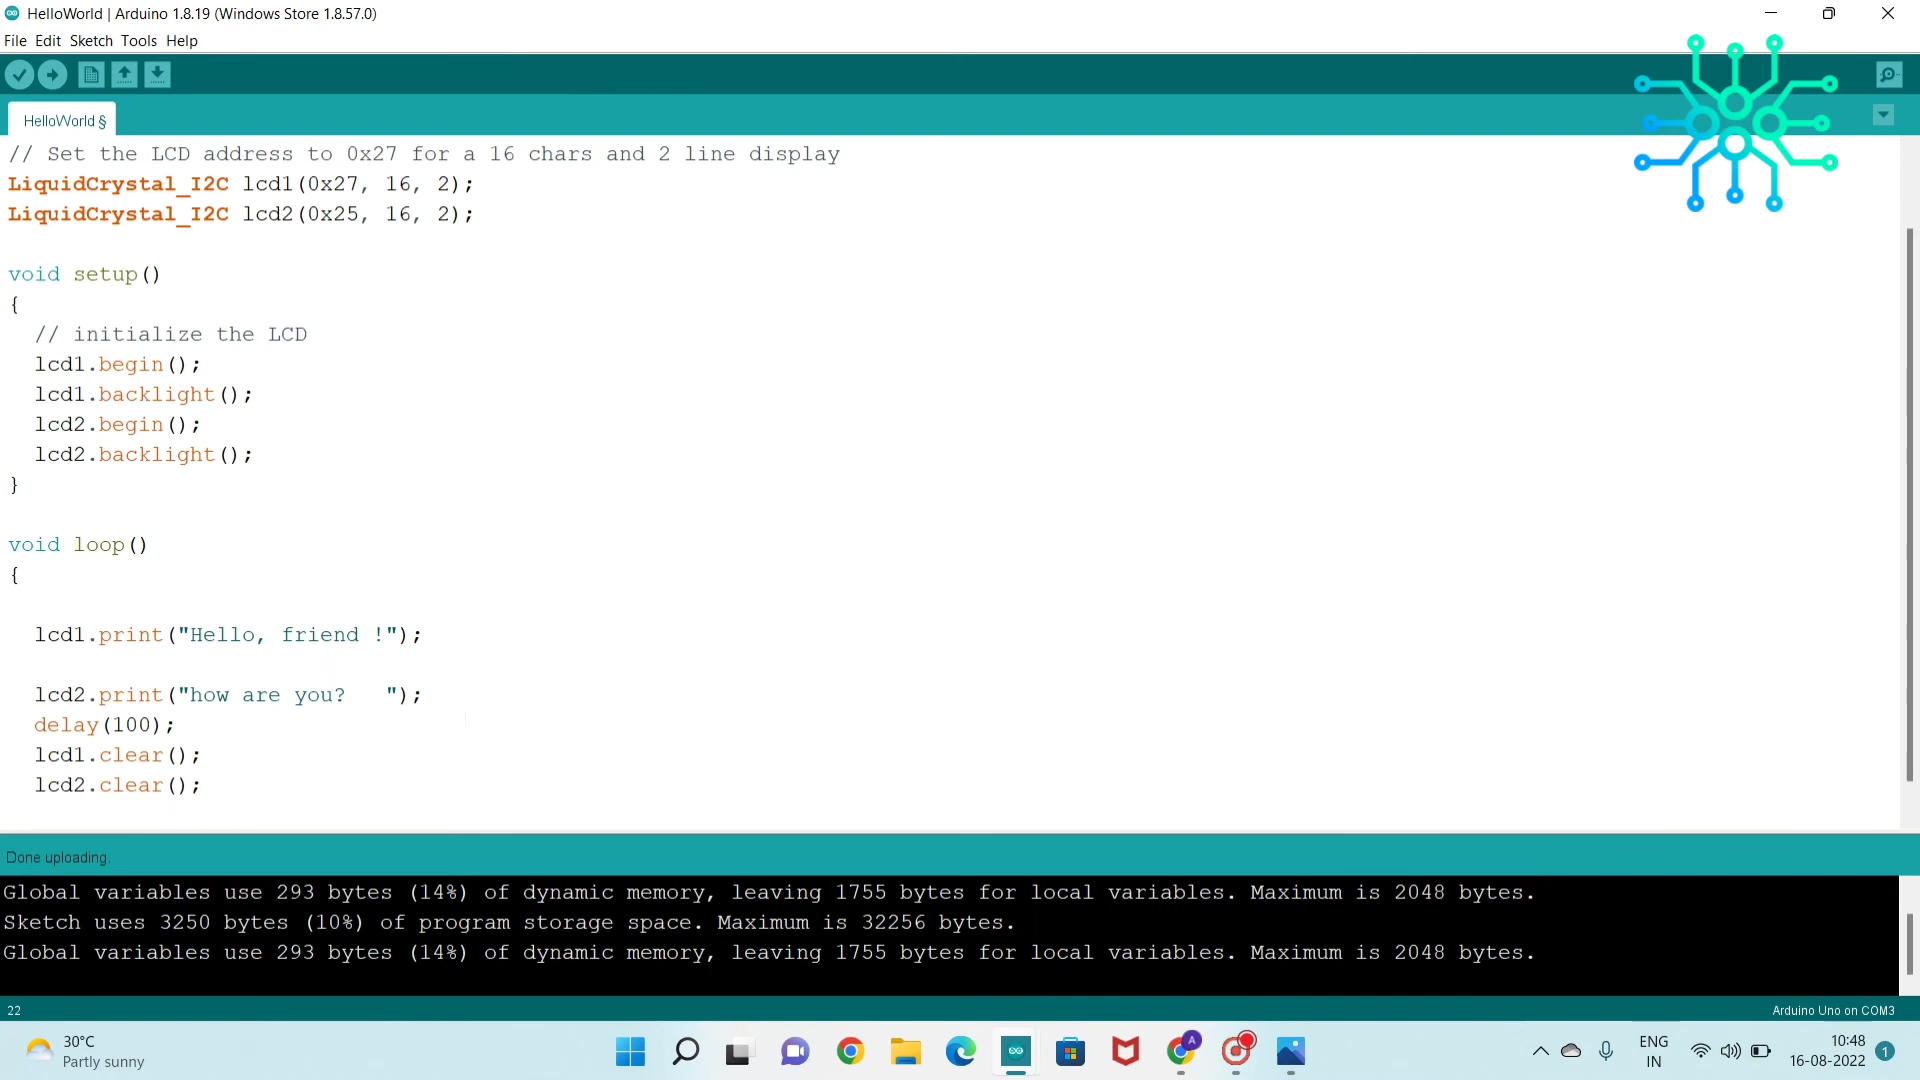 HelloWorld | Arduino 1.8.19 (Windows Store 1.8.57.0)
File Edit Sketch Tools Help
HelloWorld §
// Set the LCD address to 0x27 for a 16 chars and 2 line display
LiquidCrystal_I2C lcd1(0x27, 16, 2);
LiquidCrystal_I2C lcd2(0x25, 16, 2);
void setup()
{
// initialize the LCD
lcd1.begin();
lcd1.backlight();
lcd2.begin();
lcd2.backlight();
}
void loop()
{
lcd1.print("Hello, friend !");
lcd2.print("how are you?   ");
delay(100);
lcd1.clear();
lcd2.clear();
Done uploading.
Global variables use 293 bytes (14%) of dynamic memory, leaving 1755 bytes for local variables. Maximum is 2048 bytes.
Sketch uses 3250 bytes (10%) of program storage space. Maximum is 32256 bytes.
Global variables use 293 bytes (14%) of dynamic memory, leaving 1755 bytes for local variables. Maximum is 2048 bytes.
22
Arduino Uno on COM3
30°C
Partly sunny
A
ENG
IN
10:48
16-08-2022
1